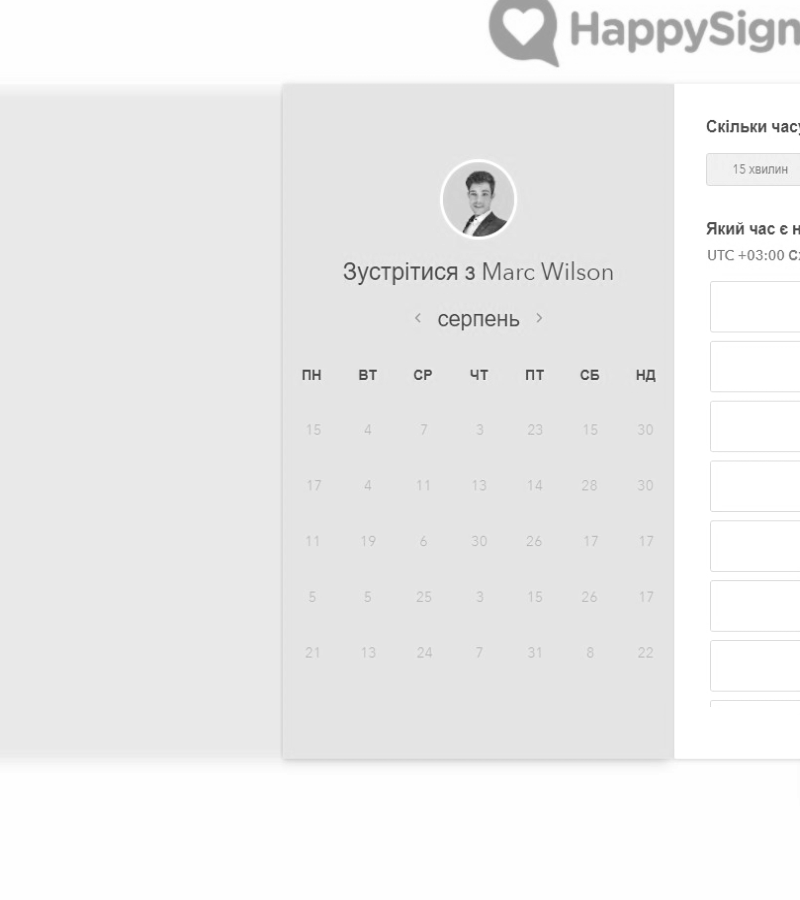 HappySign
Зустрітися з Marc Wilson
‹ серпень ›
ПН ВТ СР ЧТ ПТ СБ НД
15 4 7 3 23 15 30
17 4 11 13 14 28 30
11 19 6 30 26 17 17
5 5 25 3 15 26 17
21 13 24 7 31 8 22
Скільки часу
15 хвилин
Який час є н
UTC +03:00